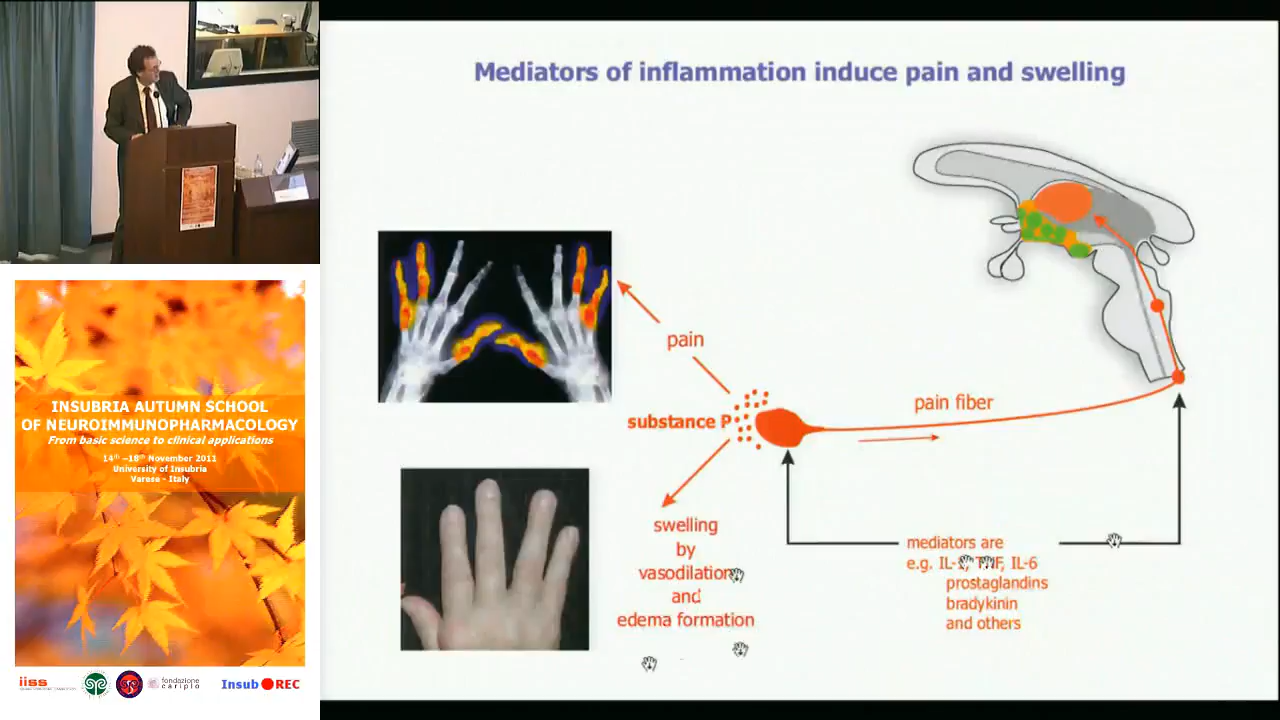 Mediators of inflammation induce pain and swelling
pain
substance P
pain fiber
swelling
by
vasodilation
and
edema formation
mediators are
e.g. IL-1, TNF, IL-6
prostaglandins
bradykinin
and others
INSUBRIA AUTUMN SCHOOL
OF NEUROIMMUNOPHARMACOLOGY
From basic science to clinical applications
14th –18th November 2011
University of Insubria
Varese - Italy
iiss
fondazione
cariplo
Insub REC